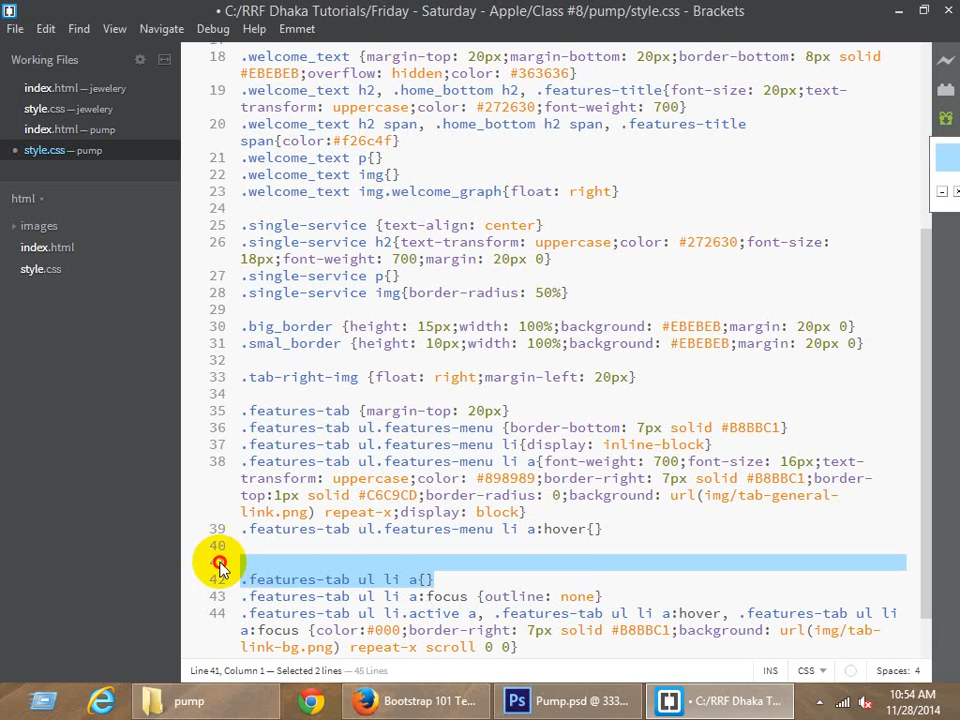 • C:/RRF Dhaka Tutorials/Friday - Saturday - Apple/Class #8/pump/style.css - Brackets
File Edit Find View Navigate Debug Help Emmet
Working Files
index.html — jewelery
style.css — jewelery
index.html — pump
• style.css — pump
html
images
index.html
style.css
18 .welcome_text {margin-top: 20px;margin-bottom: 20px;border-bottom: 8px solid
#EBEBEB;overflow: hidden;color: #363636}
19 .welcome_text h2, .home_bottom h2, .features-title{font-size: 20px;text-
transform: uppercase;color: #272630;font-weight: 700}
20 .welcome_text h2 span, .home_bottom h2 span, .features-title
span{color:#f26c4f}
21 .welcome_text p{}
22 .welcome_text img{}
23 .welcome_text img.welcome_graph{float: right}
24
25 .single-service {text-align: center}
26 .single-service h2{text-transform: uppercase;color: #272630;font-size:
18px;font-weight: 700;margin: 20px 0}
27 .single-service p{}
28 .single-service img{border-radius: 50%}
29
30 .big_border {height: 15px;width: 100%;background: #EBEBEB;margin: 20px 0}
31 .smal_border {height: 10px;width: 100%;background: #EBEBEB;margin: 20px 0}
32
33 .tab-right-img {float: right;margin-left: 20px}
34
35 .features-tab {margin-top: 20px}
36 .features-tab ul.features-menu {border-bottom: 7px solid #B8BBC1}
37 .features-tab ul.features-menu li{display: inline-block}
38 .features-tab ul.features-menu li a{font-weight: 700;font-size: 16px;text-
transform: uppercase;color: #898989;border-right: 7px solid #B8BBC1;border-
top:1px solid #C6C9CD;border-radius: 0;background: url(img/tab-general-
link.png) repeat-x;display: block}
39 .features-tab ul.features-menu li a:hover{}
40
42 .features-tab ul li a{}
43 .features-tab ul li a:focus {outline: none}
44 .features-tab ul li.active a, .features-tab ul li a:hover, .features-tab ul li
a:focus {color:#000;border-right: 7px solid #B8BBC1;background: url(img/tab-
link-bg.png) repeat-x scroll 0 0}
Line 41, Column 1 — Selected 2 lines — 45 Lines INS CSS Spaces: 4
pump Bootstrap 101 Te... Pump.psd @ 333... • C:/RRF Dhaka T...
10:54 AM
11/28/2014